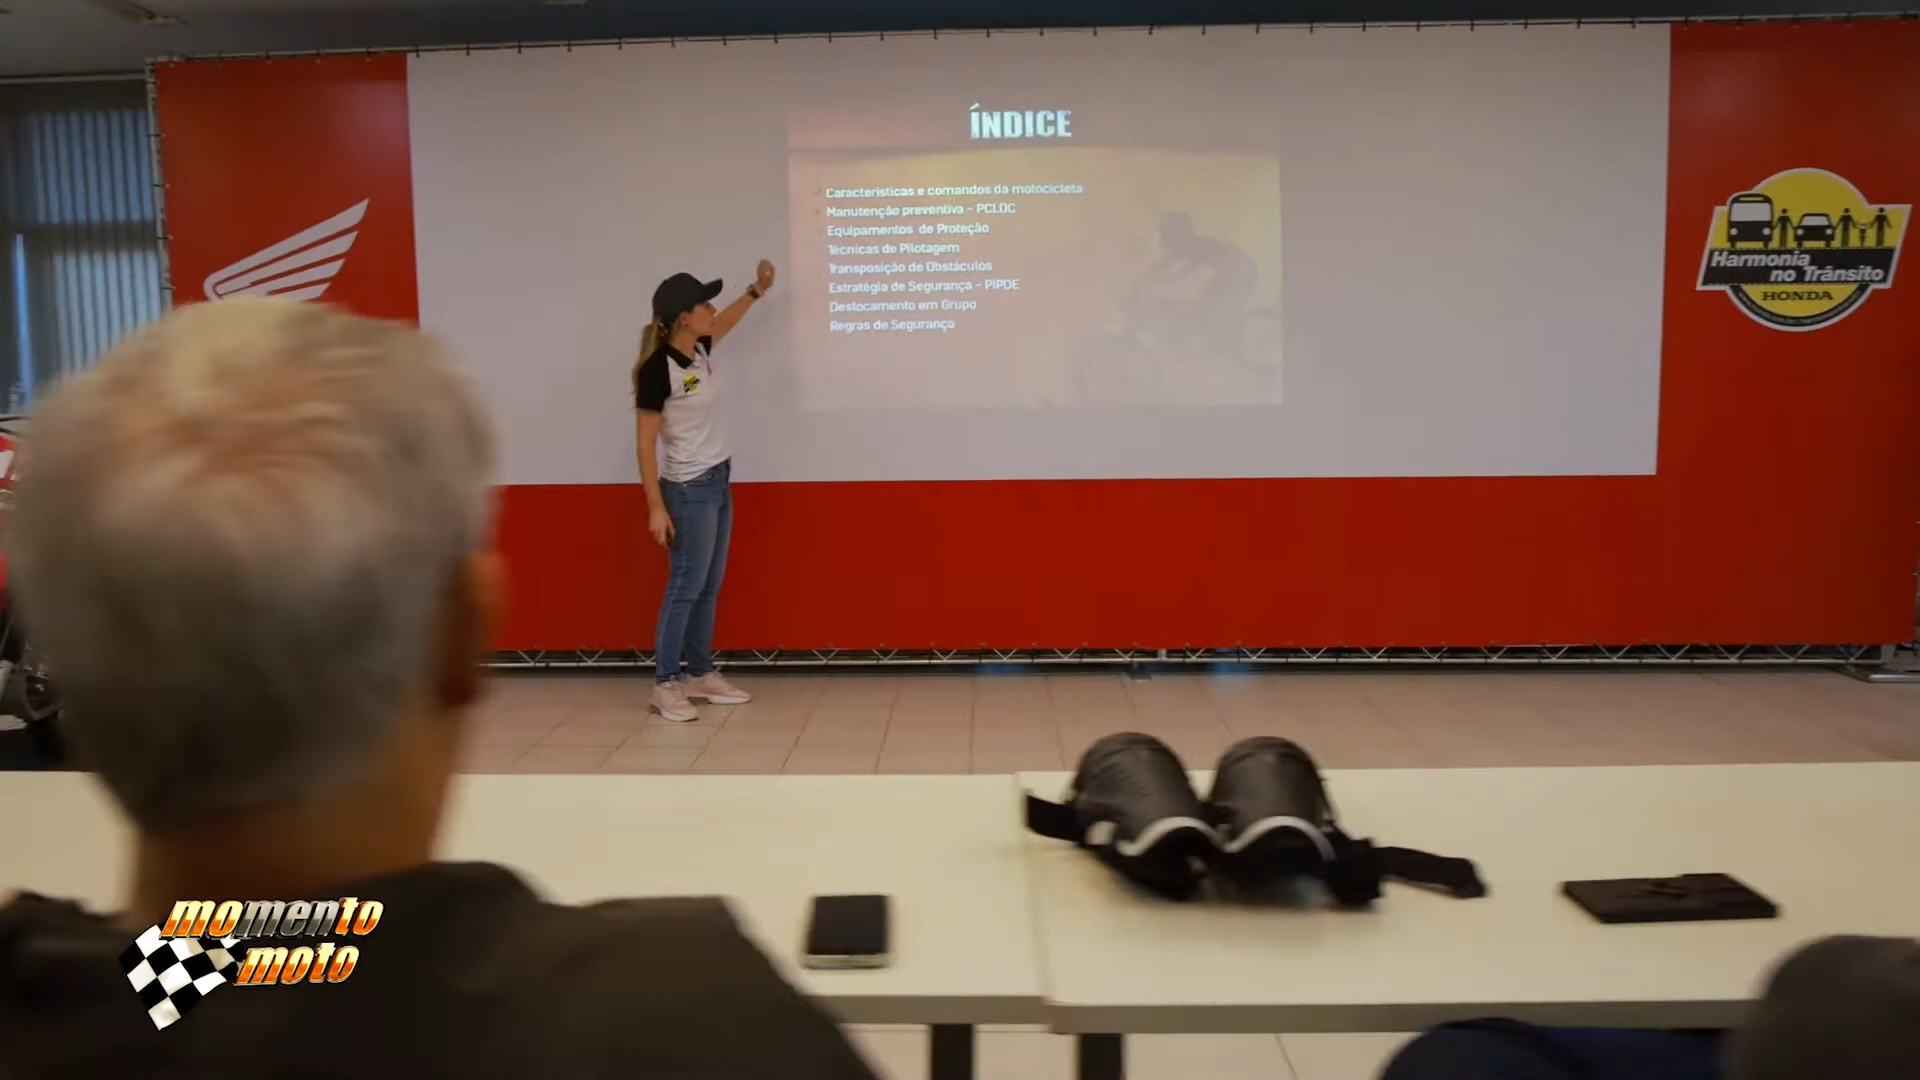 ÍNDICE
Características e comandos da motocicleta
Manutenção preventiva - PCLOC
Equipamentos de Proteção
Técnicas de Pilotagem
Transposição de Obstáculos
Estratégia de Segurança - PIPDE
Deslocamento em Grupo
Regras de Segurança
Harmonia
no Trânsito
HONDA
momento
moto